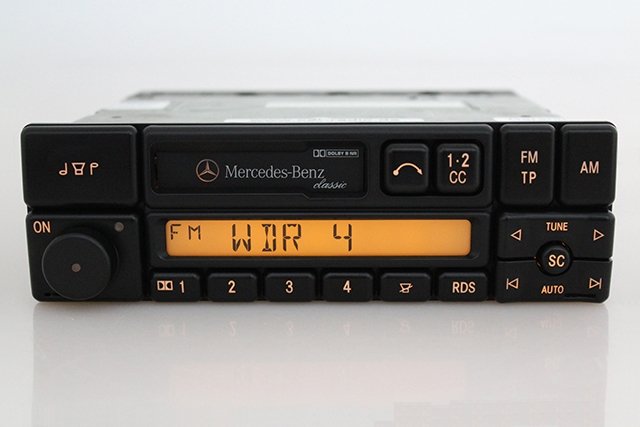 DOLBY B NR
Mercedes-Benz
classic
1·2
CC
FM
TP
AM
ON
FM WDR 4
TUNE
SC
AUTO
1 2 3 4 RDS